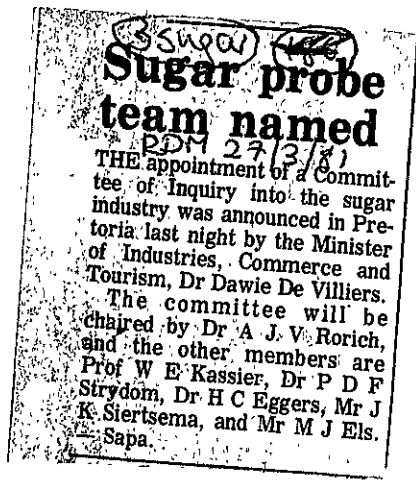 3 Sugar
Sugar probe
team named
RDM 27/3/81
THE appointment of a Commit-
tee of Inquiry into the sugar
industry was announced in Pre-
toria last night by the Minister
of Industries, Commerce and
Tourism, Dr Dawie De Villiers.
The committee will be
chaired by Dr A J V Rorich,
and the other members are
Prof W E Kassier, Dr P D F
Strydom, Dr H C Eggers, Mr J
K Siertsema, and Mr M J Els.
— Sapa.